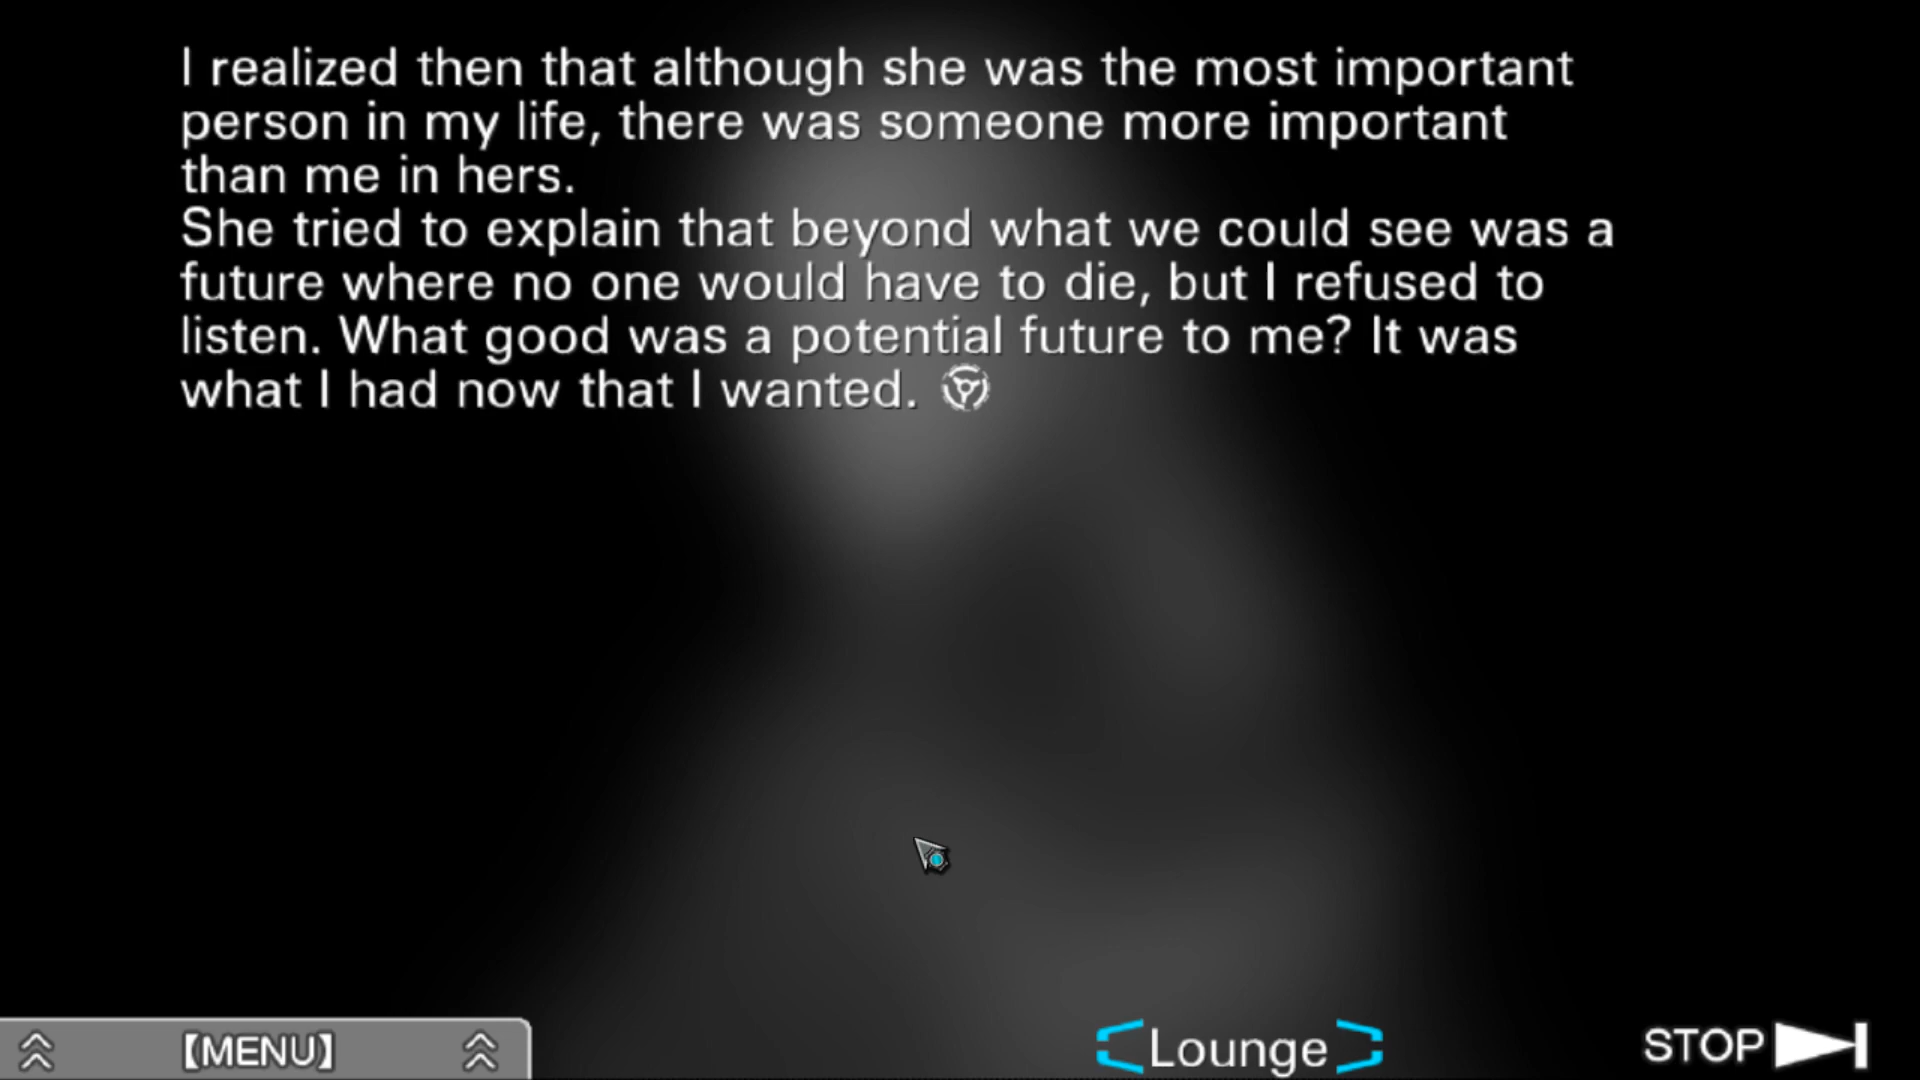 I realized then that although she was the most important
person in my life, there was someone more important
than me in hers.
She tried to explain that beyond what we could see was a
future where no one would have to die, but I refused to
listen. What good was a potential future to me? It was
what I had now that I wanted.
【MENU】
Lounge
STOP